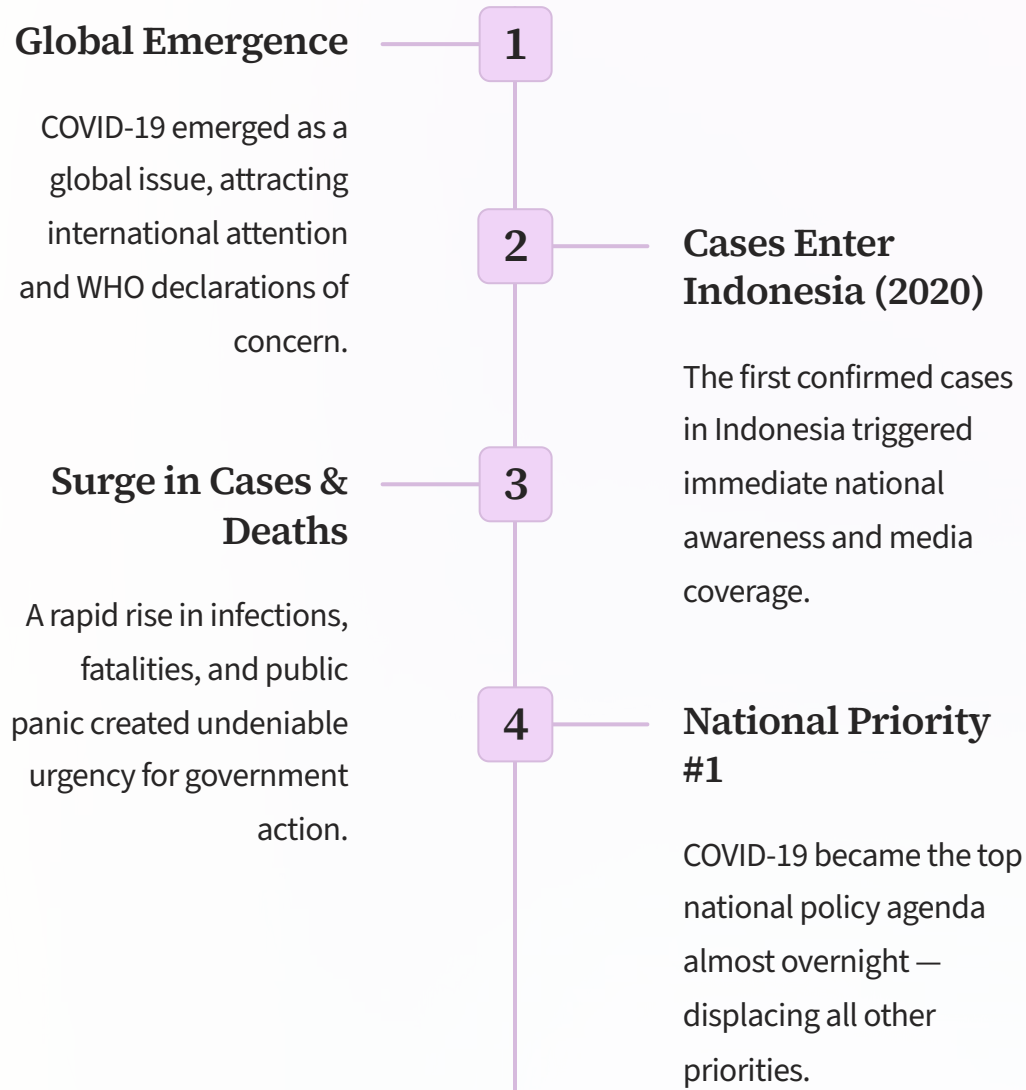 1
Global Emergence
COVID-19 emerged as a
global issue, attracting
international attention
and WHO declarations of
concern.
2
Cases Enter
Indonesia (2020)
The first confirmed cases
in Indonesia triggered
immediate national
awareness and media
coverage.
3
Surge in Cases &
Deaths
A rapid rise in infections,
fatalities, and public
panic created undeniable
urgency for government
action.
4
National Priority
#1
COVID-19 became the top
national policy agenda
almost overnight —
displacing all other
priorities.